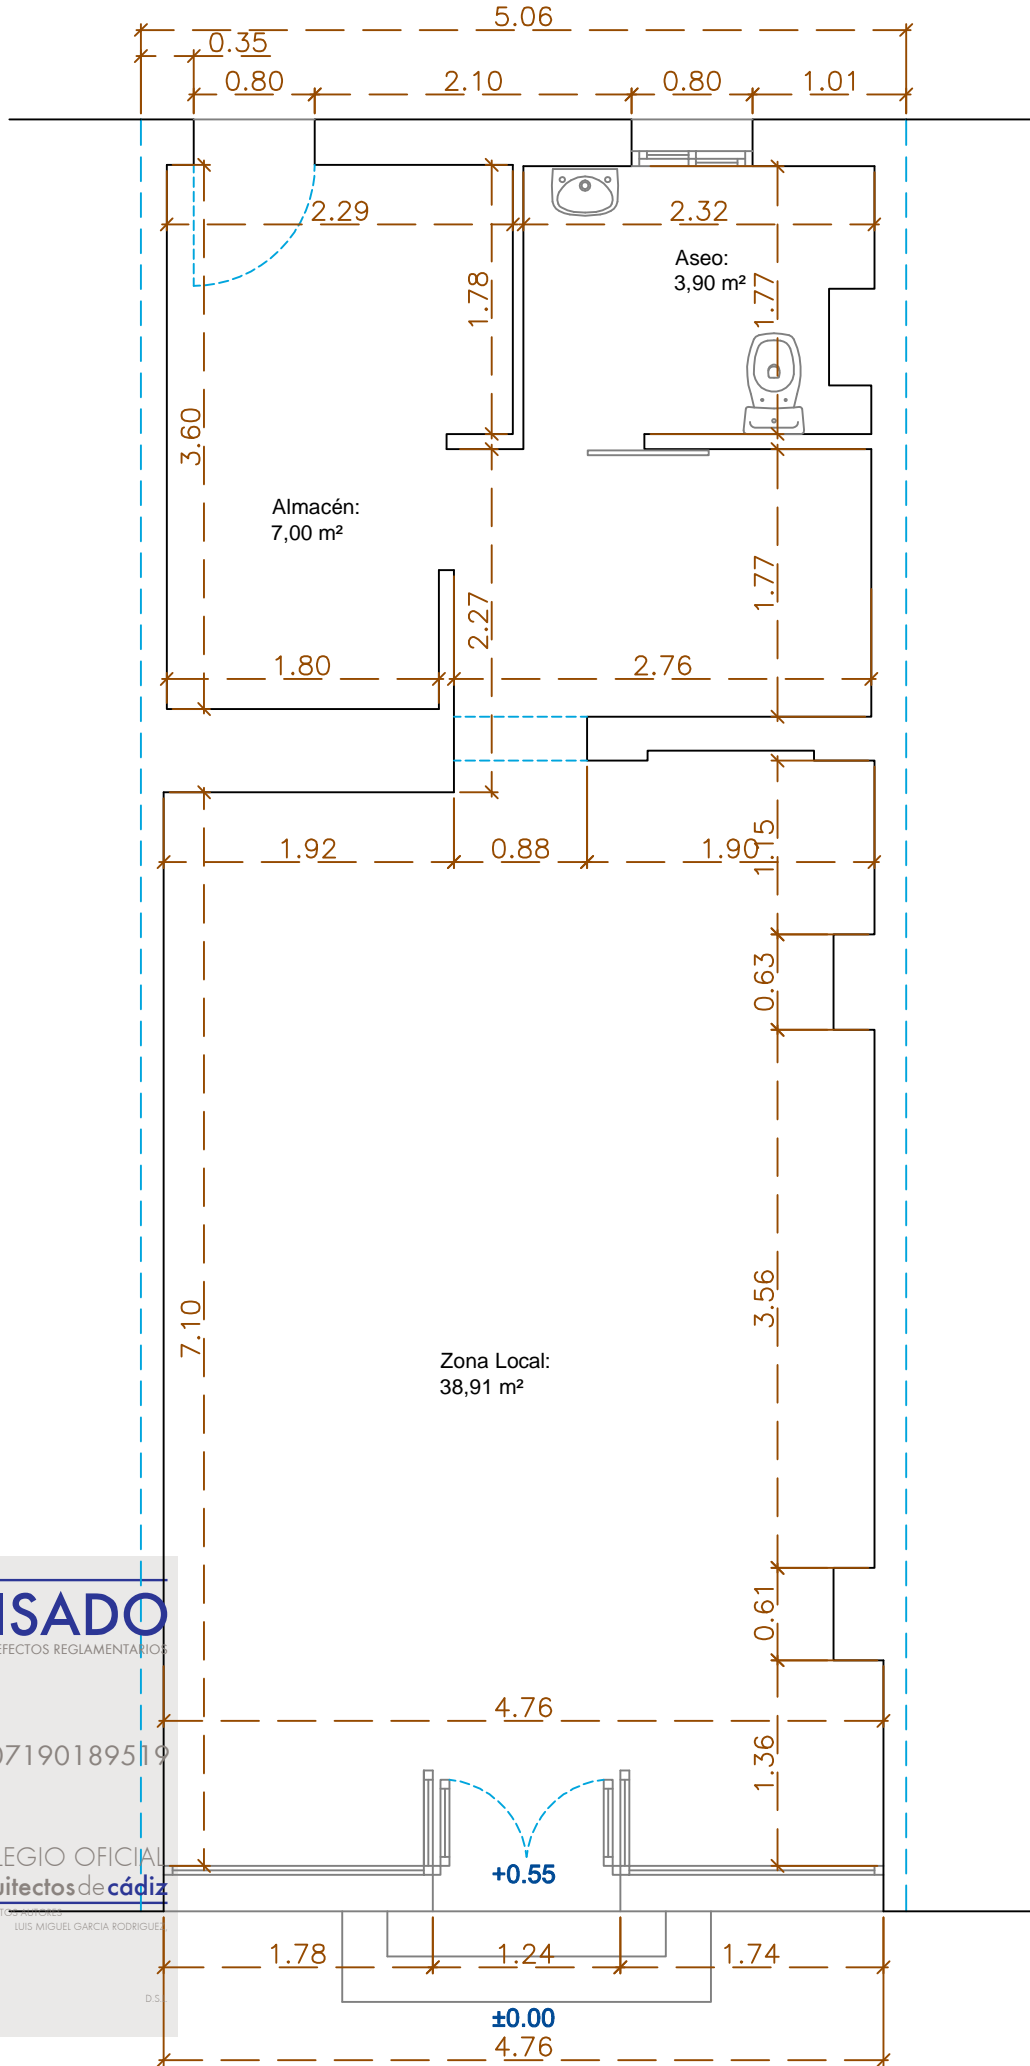 5.06
0.35
0.80
2.10
0.80
1.01
2.29
2.32
Aseo:
3,90 m²
1.78
1.77
3.60
Almacén:
7,00 m²
2.27
1.77
1.80
2.76
1.92
0.88
1.90
1.15
0.63
7.10
3.56
Zona Local:
38,91 m²
0.61
ISADO
EFECTOS REGLAMENTARIOS
4.76
07190189519
1.36
LEGIO OFICIAL
+0.55
uitectos de cádiz
TOS AUTORES
LUIS MIGUEL GARCIA RODRIGUEZ
1.78
1.24
1.74
D.S.
±0.00
4.76